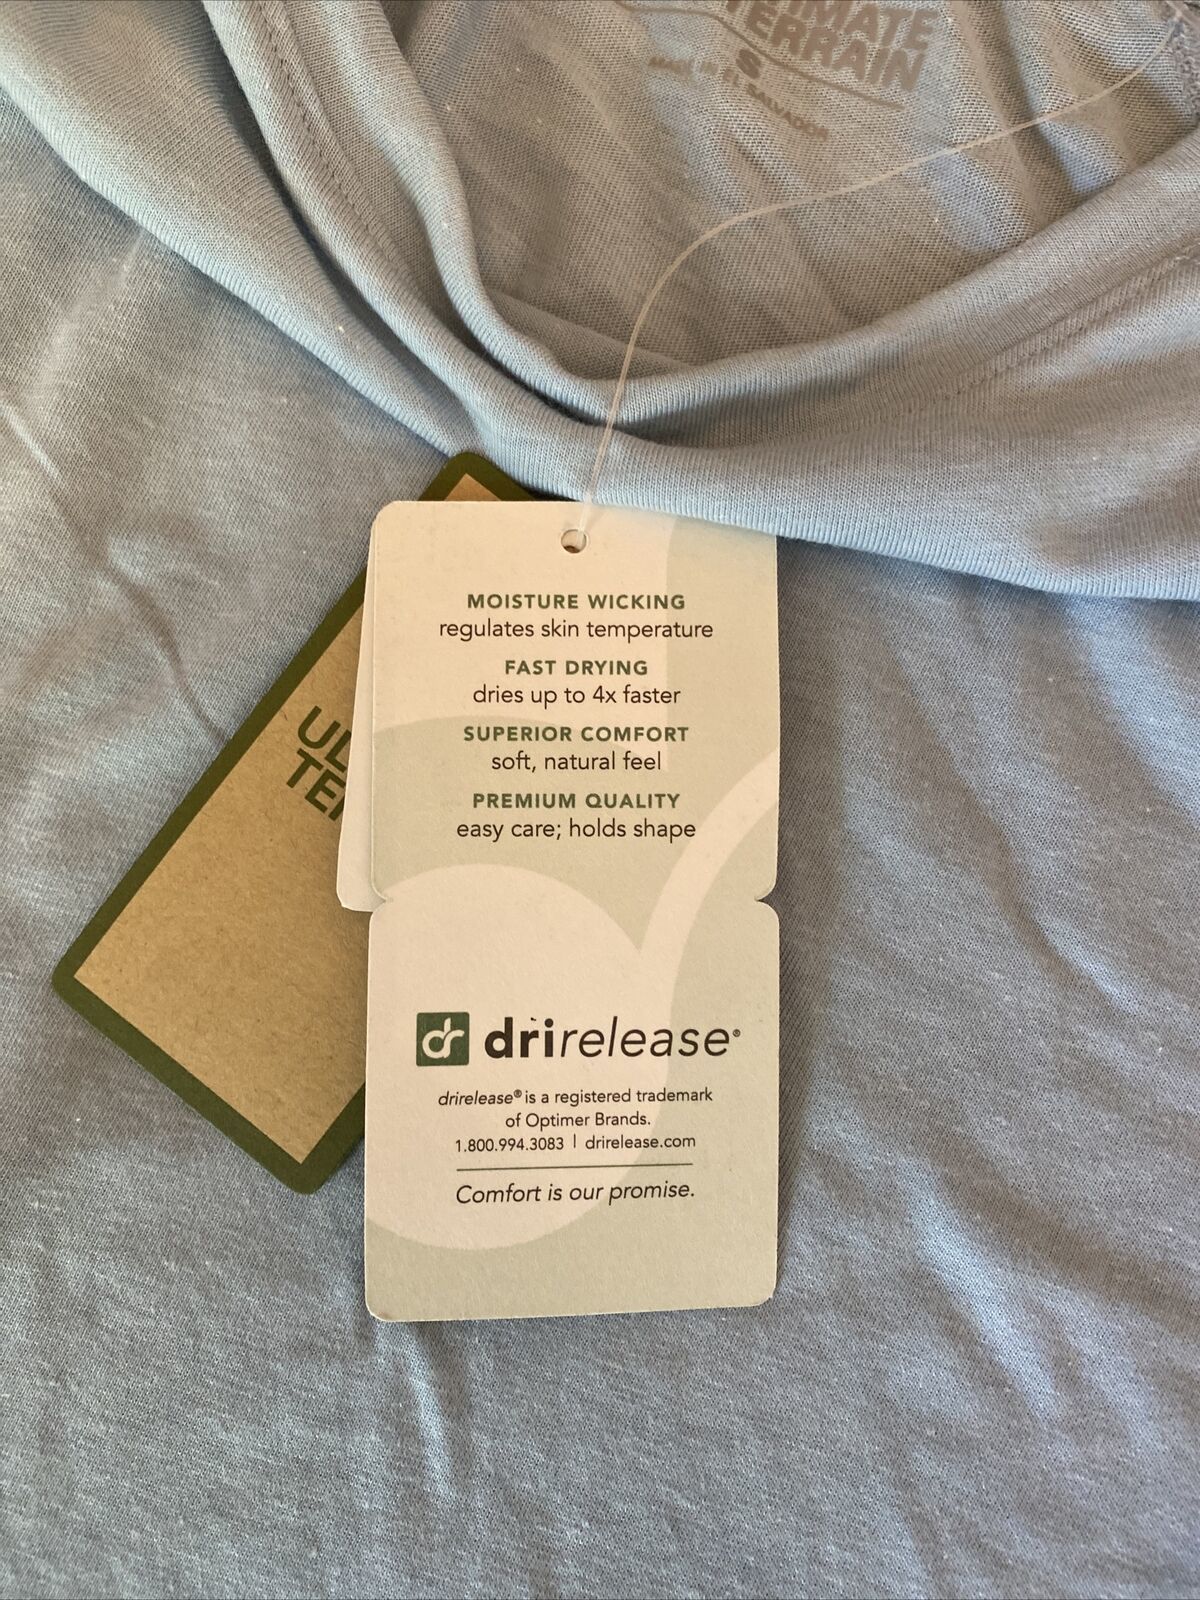 IMATE
TERRAIN
S
MADE IN EL SALVADOR
UL
TE
MOISTURE WICKING
regulates skin temperature
FAST DRYING
dries up to 4x faster
SUPERIOR COMFORT
soft, natural feel
PREMIUM QUALITY
easy care; holds shape
dr drirelease®
drirelease® is a registered trademark
of Optimer Brands.
1.800.994.3083 | drirelease.com
Comfort is our promise.